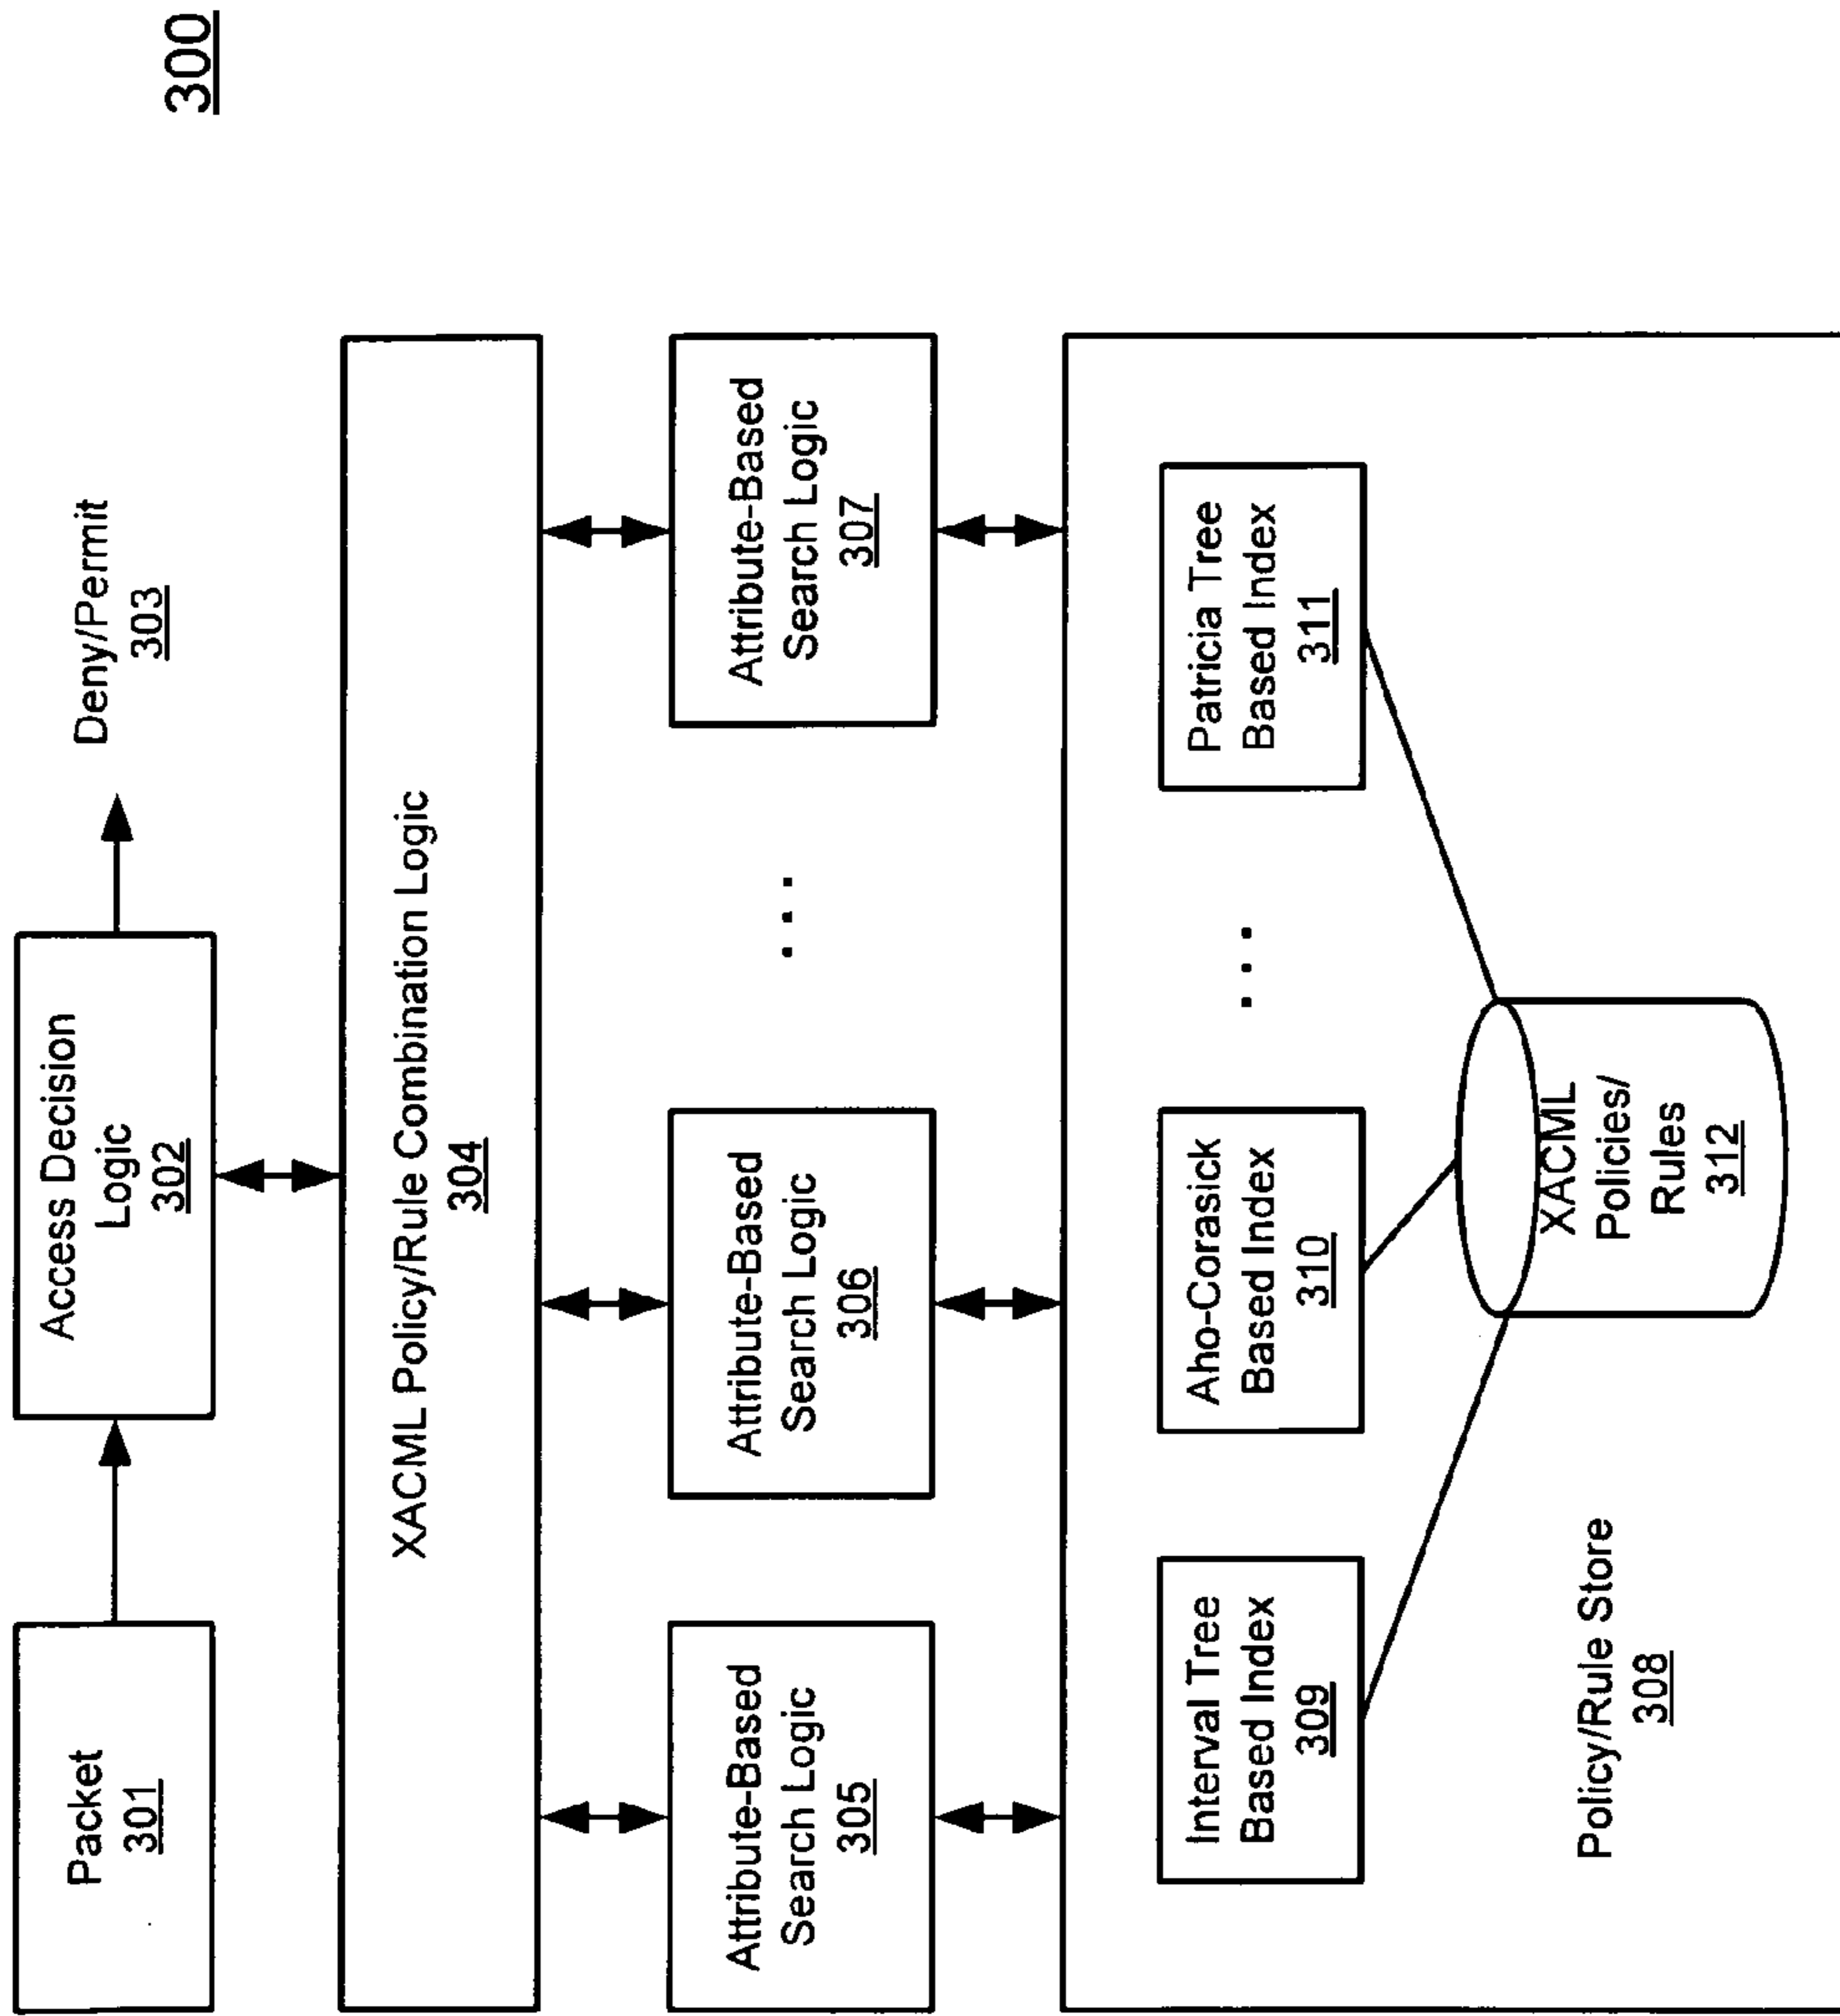 300
Packet
301
Access Decision
Logic
302
Deny/Permit
303
XACML Policy/Rule Combination Logic
304
Attribute-Based
Search Logic
305
Attribute-Based
Search Logic
306
. . .
Attribute-Based
Search Logic
307
Interval Tree
Based Index
309
Aho-Corasick
Based Index
310
. . .
Patricia Tree
Based Index
311
Policy/Rule Store
308
XACML
Policies/
Rules
312